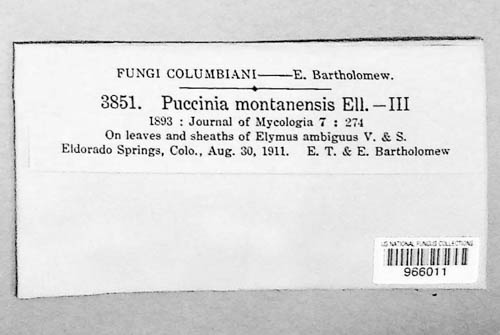 FUNGI COLUMBIANI—E. Bartholomew.
3851. Puccinia montanensis Ell. — III
1893 : Journal of Mycologia 7 : 274
On leaves and sheaths of Elymus ambiguus V. & S.
Eldorado Springs, Colo., Aug. 30, 1911. E. T. & E. Bartholomew
US NATIONAL FUNGUS COLLECTIONS
966011